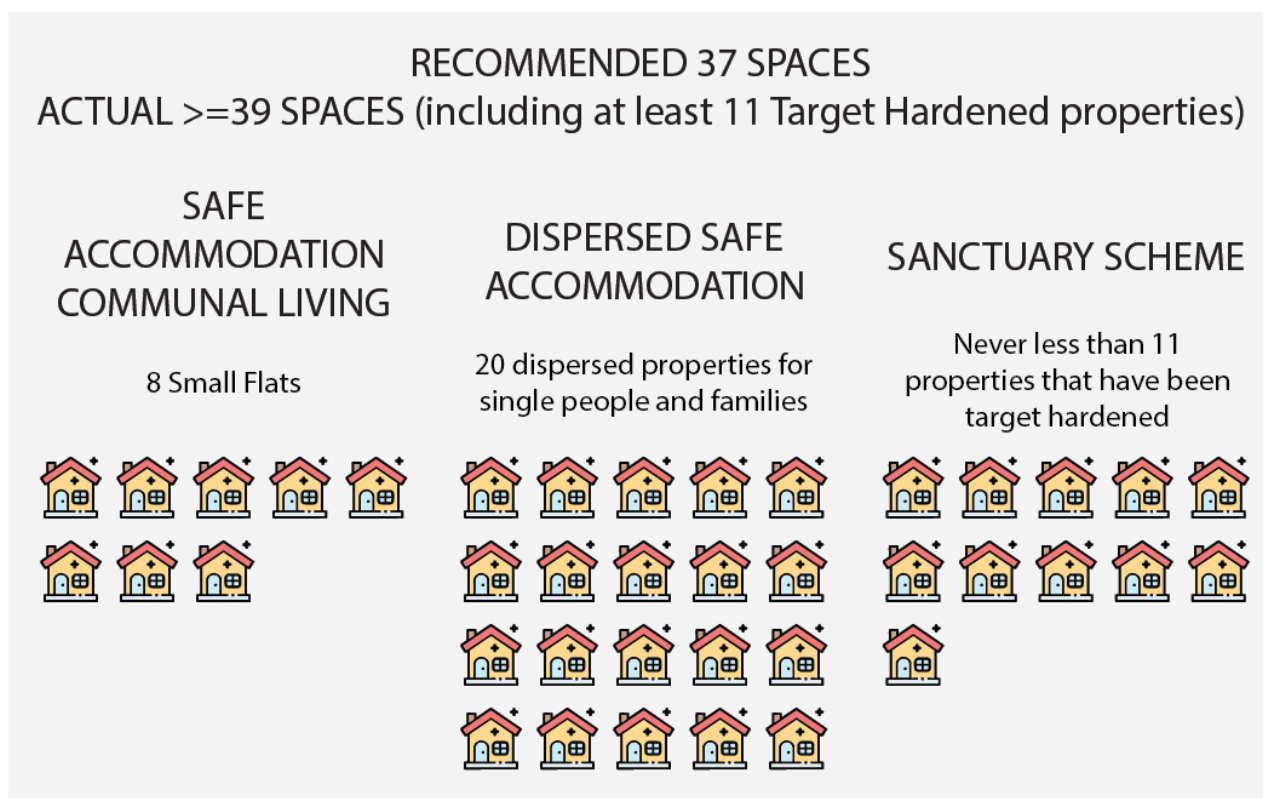 RECOMMENDED 37 SPACES
ACTUAL >=39 SPACES (including at least 11 Target Hardened properties)
SAFE
ACCOMMODATION
COMMUNAL LIVING
8 Small Flats
DISPERSED SAFE
ACCOMMODATION
20 dispersed properties for
single people and families
SANCTUARY SCHEME
Never less than 11
properties that have been
target hardened